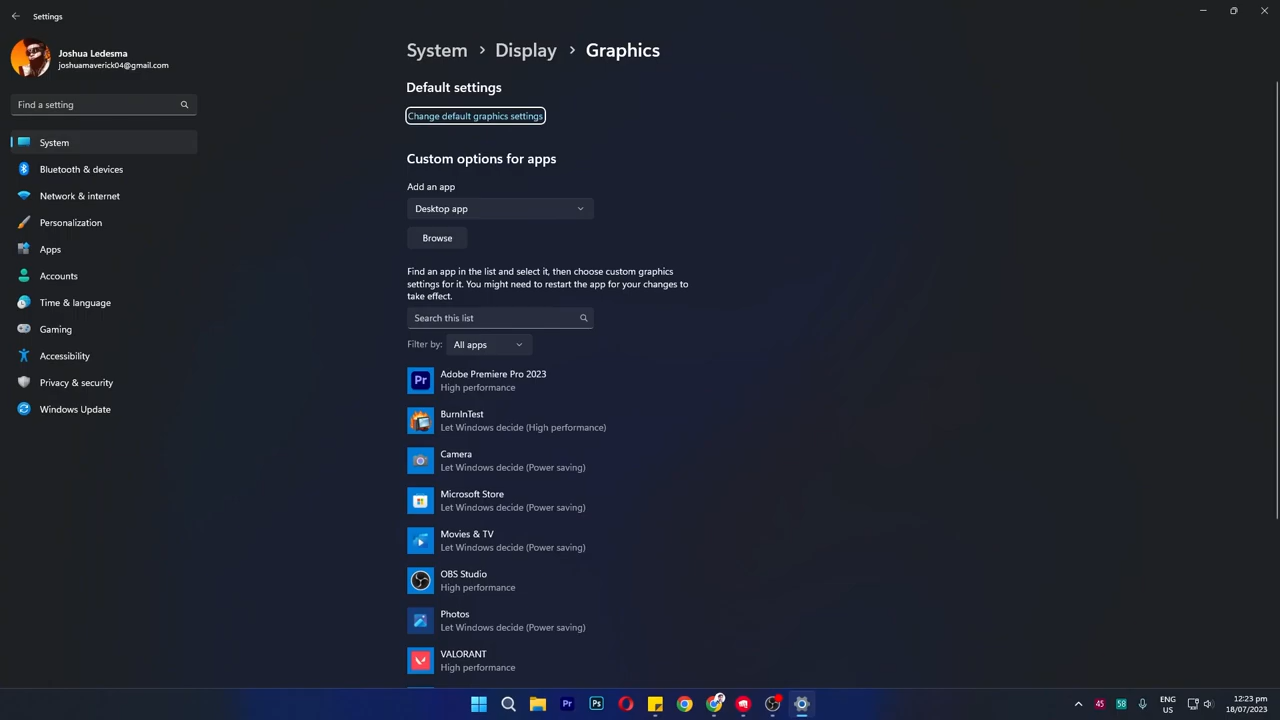 Settings
Joshua Ledesma
joshuamaverick04@gmail.com
Find a setting
System
Bluetooth & devices
Network & internet
Personalization
Apps
Accounts
Time & language
Gaming
Accessibility
Privacy & security
Windows Update
System > Display > Graphics
Default settings
Change default graphics settings
Custom options for apps
Add an app
Desktop app
Browse
Find an app in the list and select it, then choose custom graphics
settings for it. You might need to restart the app for your changes to
take effect.
Search this list
Filter by: All apps
Pr
Adobe Premiere Pro 2023
High performance
BurnInTest
Let Windows decide (High performance)
Camera
Let Windows decide (Power saving)
Microsoft Store
Let Windows decide (Power saving)
Movies & TV
Let Windows decide (Power saving)
OBS Studio
High performance
Photos
Let Windows decide (Power saving)
VALORANT
High performance
Pr
Ps
45
58
ENG
US
12:23 pm
18/07/2023